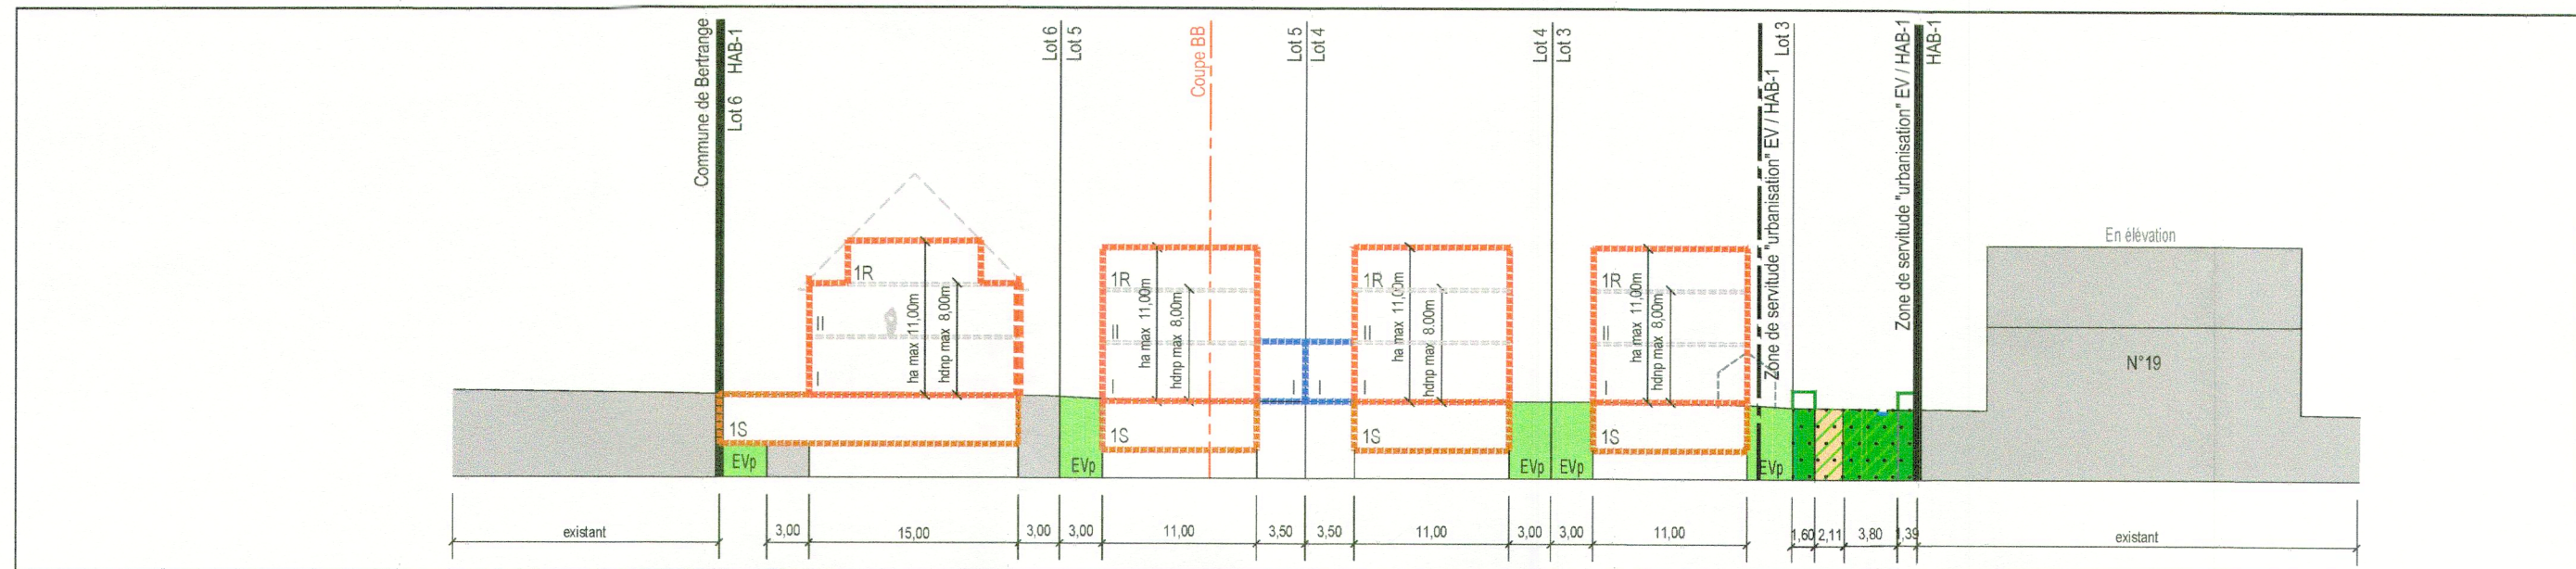 Commune de Bertrange
HAB-1
Lot 6
Lot 6
Lot 5
Coupe BB
Lot 5
Lot 4
Lot 4
Lot 3
Zone de servitude "urbanisation" EV / HAB-1
Lot 3
Zone de servitude "urbanisation" EV / HAB-1
HAB-1
En élévation
N°19
1R
II
I
ha max 11,00m
hdnp max 8,00m
1S
EVp
EVp
1R
II
I
ha max 11,00m
hdnp max 8,00m
1S
I
I
1R
II
I
ha max 11,00m
hdnp max 8.00m
1S
EVp
EVp
1R
II
I
ha max 11,00m
hdnp max 8,00m
1S
EVp
existant
3,00
15,00
3,00
3,00
11,00
3,50
3,50
11,00
3,00
3,00
11,00
1,60
2,11
3,80
1,39
existant